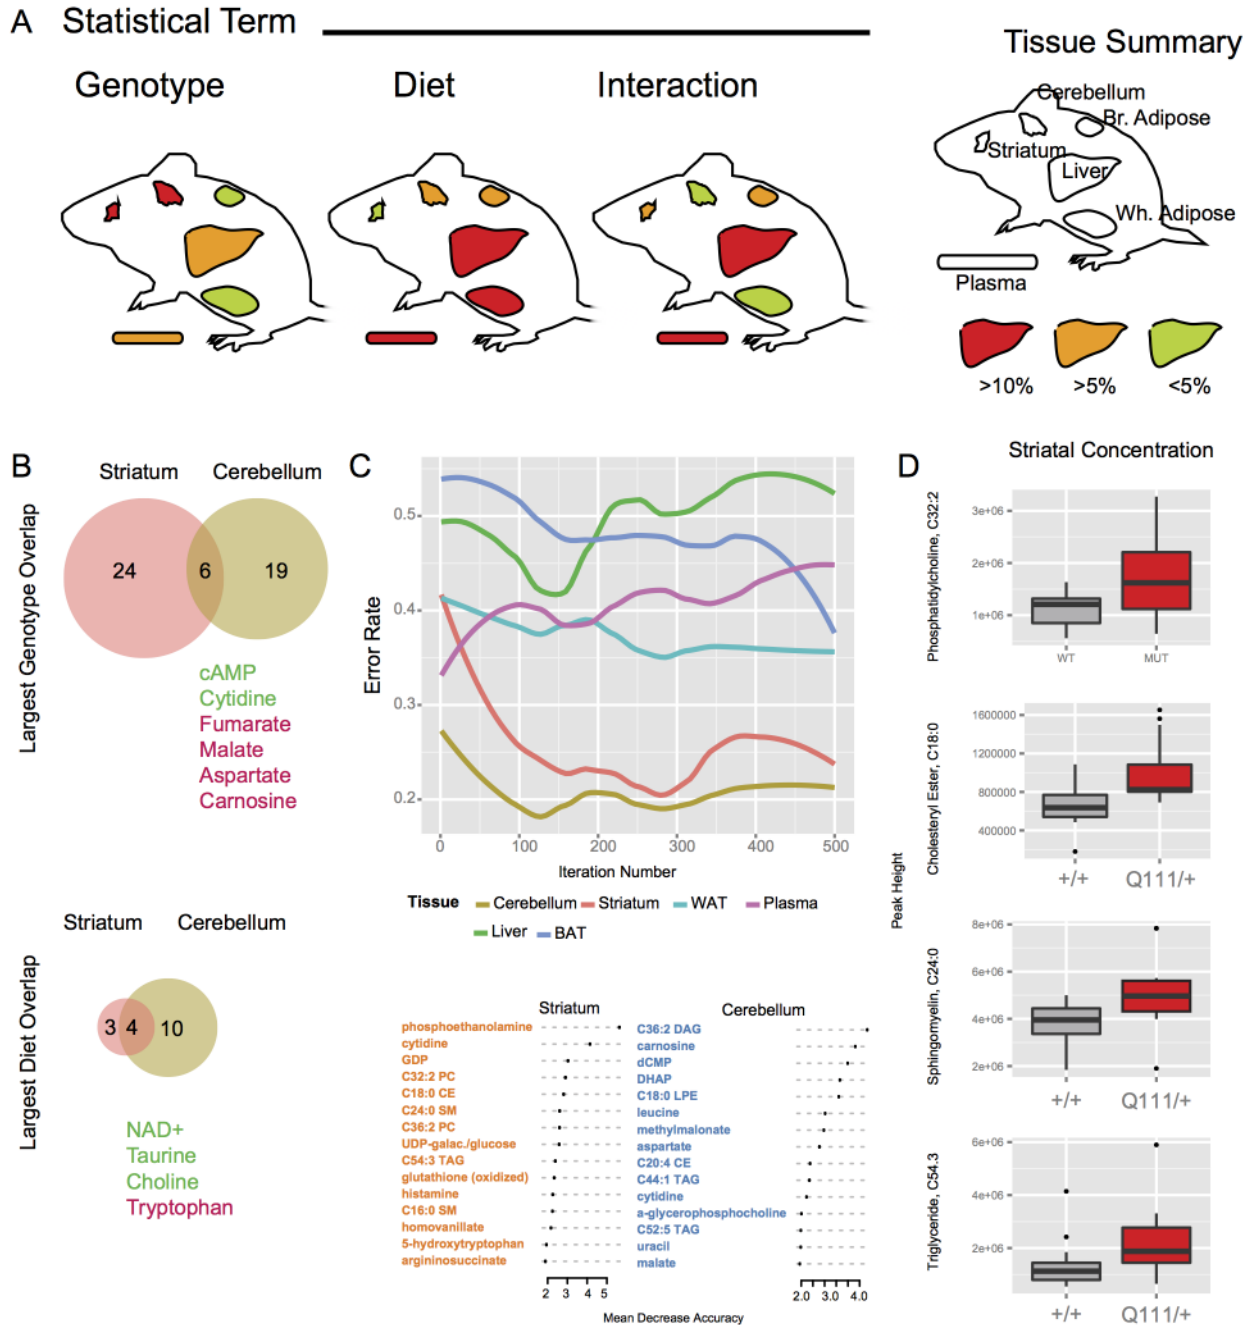 A
Statistical Term
Genotype
Diet
Interaction
Tissue Summary
Cerebellum
Br. Adipose
Striatum
Liver
Wh. Adipose
Plasma
>10%
>5%
<5%
B
Largest Genotype Overlap
Striatum
Cerebellum
24
6
19
cAMP
Cytidine
Fumarate
Malate
Aspartate
Carnosine
Largest Diet Overlap
Striatum
Cerebellum
3
4
10
NAD+
Taurine
Choline
Tryptophan
C
Error Rate
0.5
0.4
0.3
0.2
0
100
200
300
400
500
Iteration Number
Tissue
Cerebellum
Striatum
WAT
Plasma
Liver
BAT
Striatum
phosphoethanolamine
cytidine
GDP
C32:2 PC
C18:0 CE
C24:0 SM
C36:2 PC
UDP-galac./glucose
C54:3 TAG
glutathione (oxidized)
histamine
C16:0 SM
homovanillate
5-hydroxytryptophan
argininosuccinate
2 3 4 5
Cerebellum
C36:2 DAG
carnosine
dCMP
DHAP
C18:0 LPE
leucine
methylmalonate
aspartate
C20:4 CE
C44:1 TAG
cytidine
a-glycerophosphocholine
C52:5 TAG
uracil
malate
2.0 3.0 4.0
Mean Decrease Accuracy
D
Striatal Concentration
Peak Height
Phosphatidylcholine, C32:2
3e+06
2e+06
1e+06
WT
MUT
Cholesteryl Ester, C18:0
1600000
1200000
800000
400000
+/+
Q111/+
Sphingomyelin, C24:0
8e+06
6e+06
4e+06
2e+06
+/+
Q111/+
Triglyceride, C54.3
6e+06
4e+06
2e+06
+/+
Q111/+